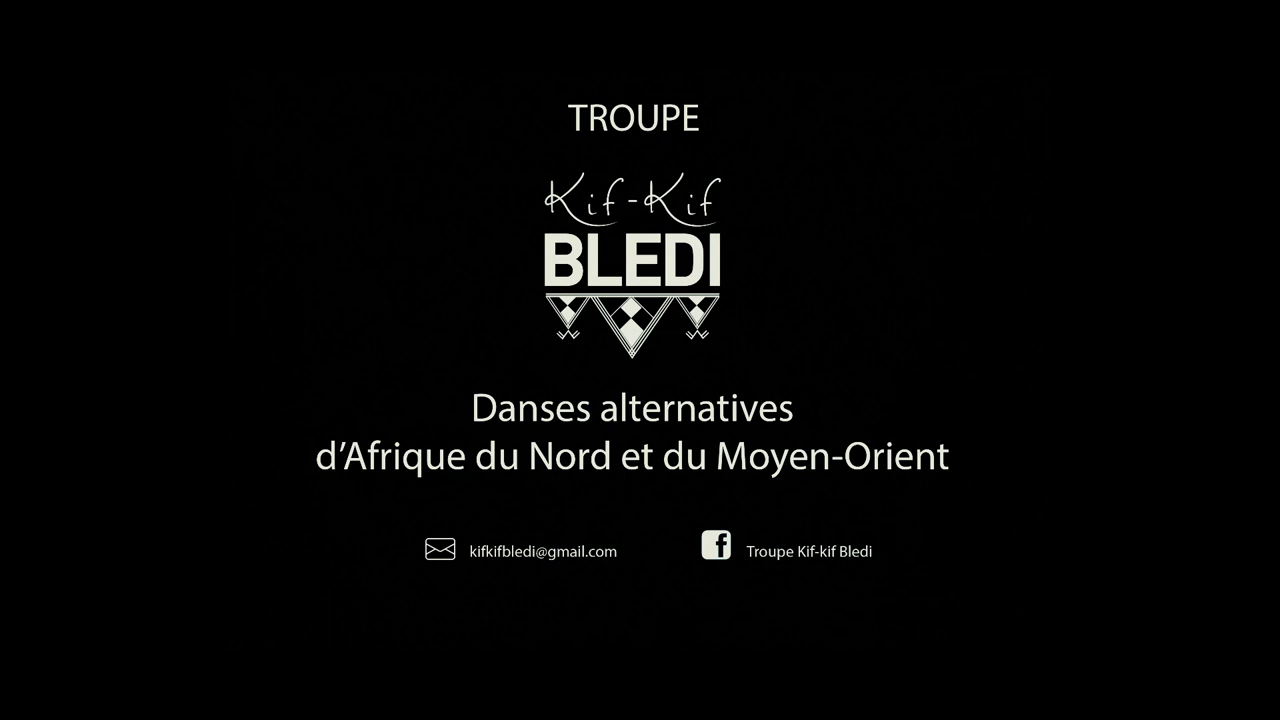 TROUPE
Kif-Kif
BLEDI
Danses alternatives
d’Afrique du Nord et du Moyen-Orient
kifkifbledi@gmail.com
Troupe Kif-kif Bledi